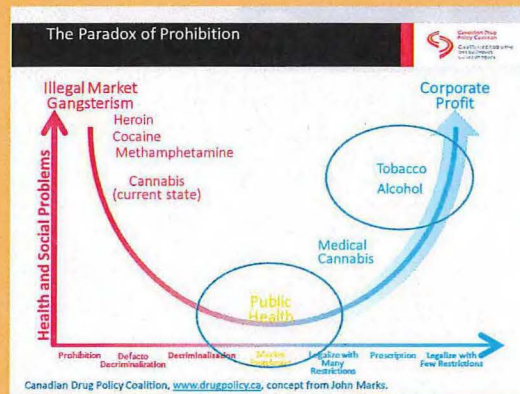 The Paradox of Prohibition
Canadian Drug
Policy Coalition
Illegal Market
Gangsterism
Corporate
Profit
Heroin
Cocaine
Methamphetamine
Cannabis
(current state)
Tobacco
Alcohol
Medical
Cannabis
Public
Health
Health and Social Problems
Prohibition
Defacto
Decriminalization
Decriminalization
Legalize with
Many
Restrictions
Prescription
Legalize with
Few Restrictions
Canadian Drug Policy Coalition, www.drugpolicy.ca, concept from John Marks.